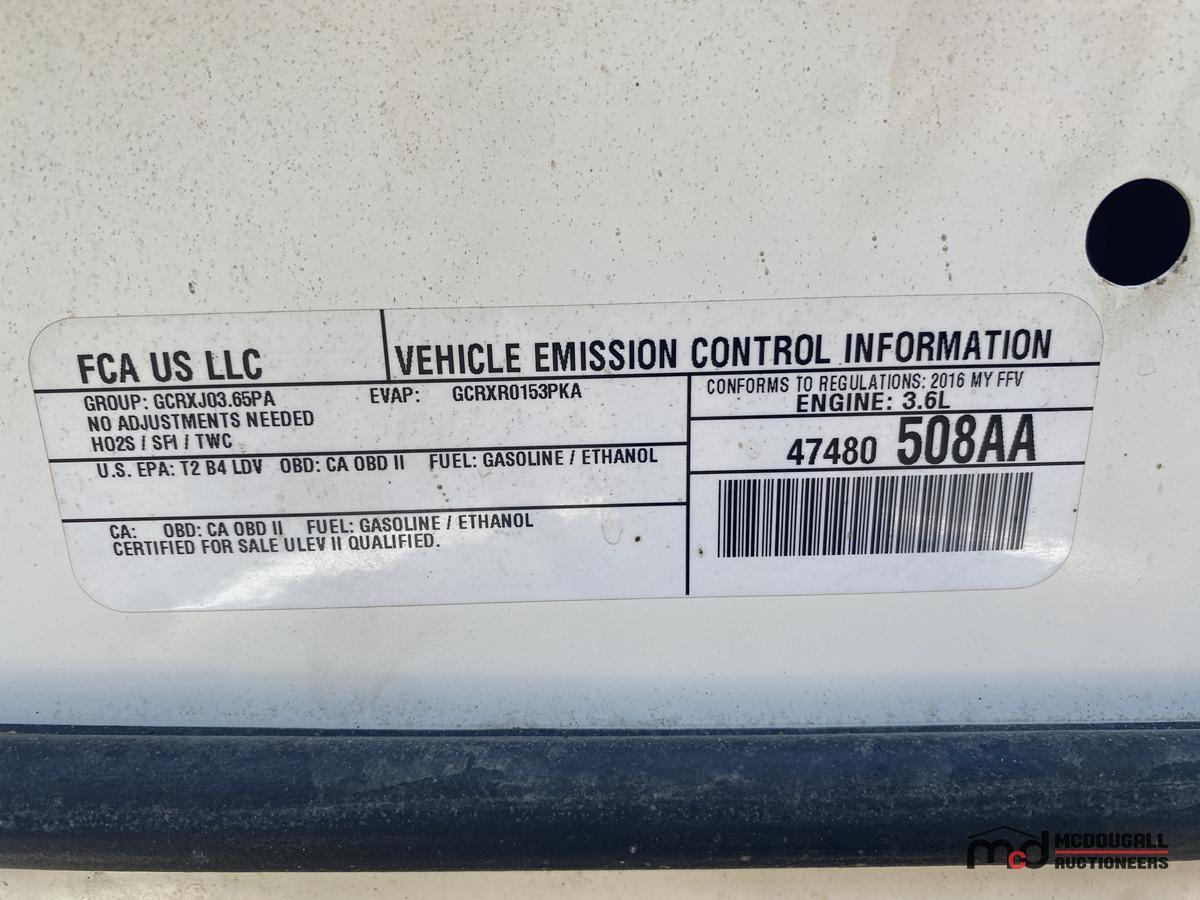 FCA US LLC
VEHICLE EMISSION CONTROL INFORMATION
GROUP: GCRXJ03.65PA EVAP: GCRXR0153PKA
NO ADJUSTMENTS NEEDED
HO2S / SFI / TWC
U.S. EPA: T2 B4 LDV OBD: CA OBD II FUEL: GASOLINE / ETHANOL
CA: OBD: CA OBD II FUEL: GASOLINE / ETHANOL
CERTIFIED FOR SALE ULEV II QUALIFIED.
CONFORMS TO REGULATIONS: 2016 MY FFV
ENGINE: 3.6L
47480 508AA
mcd MCDOUGALL
AUCTIONEERS